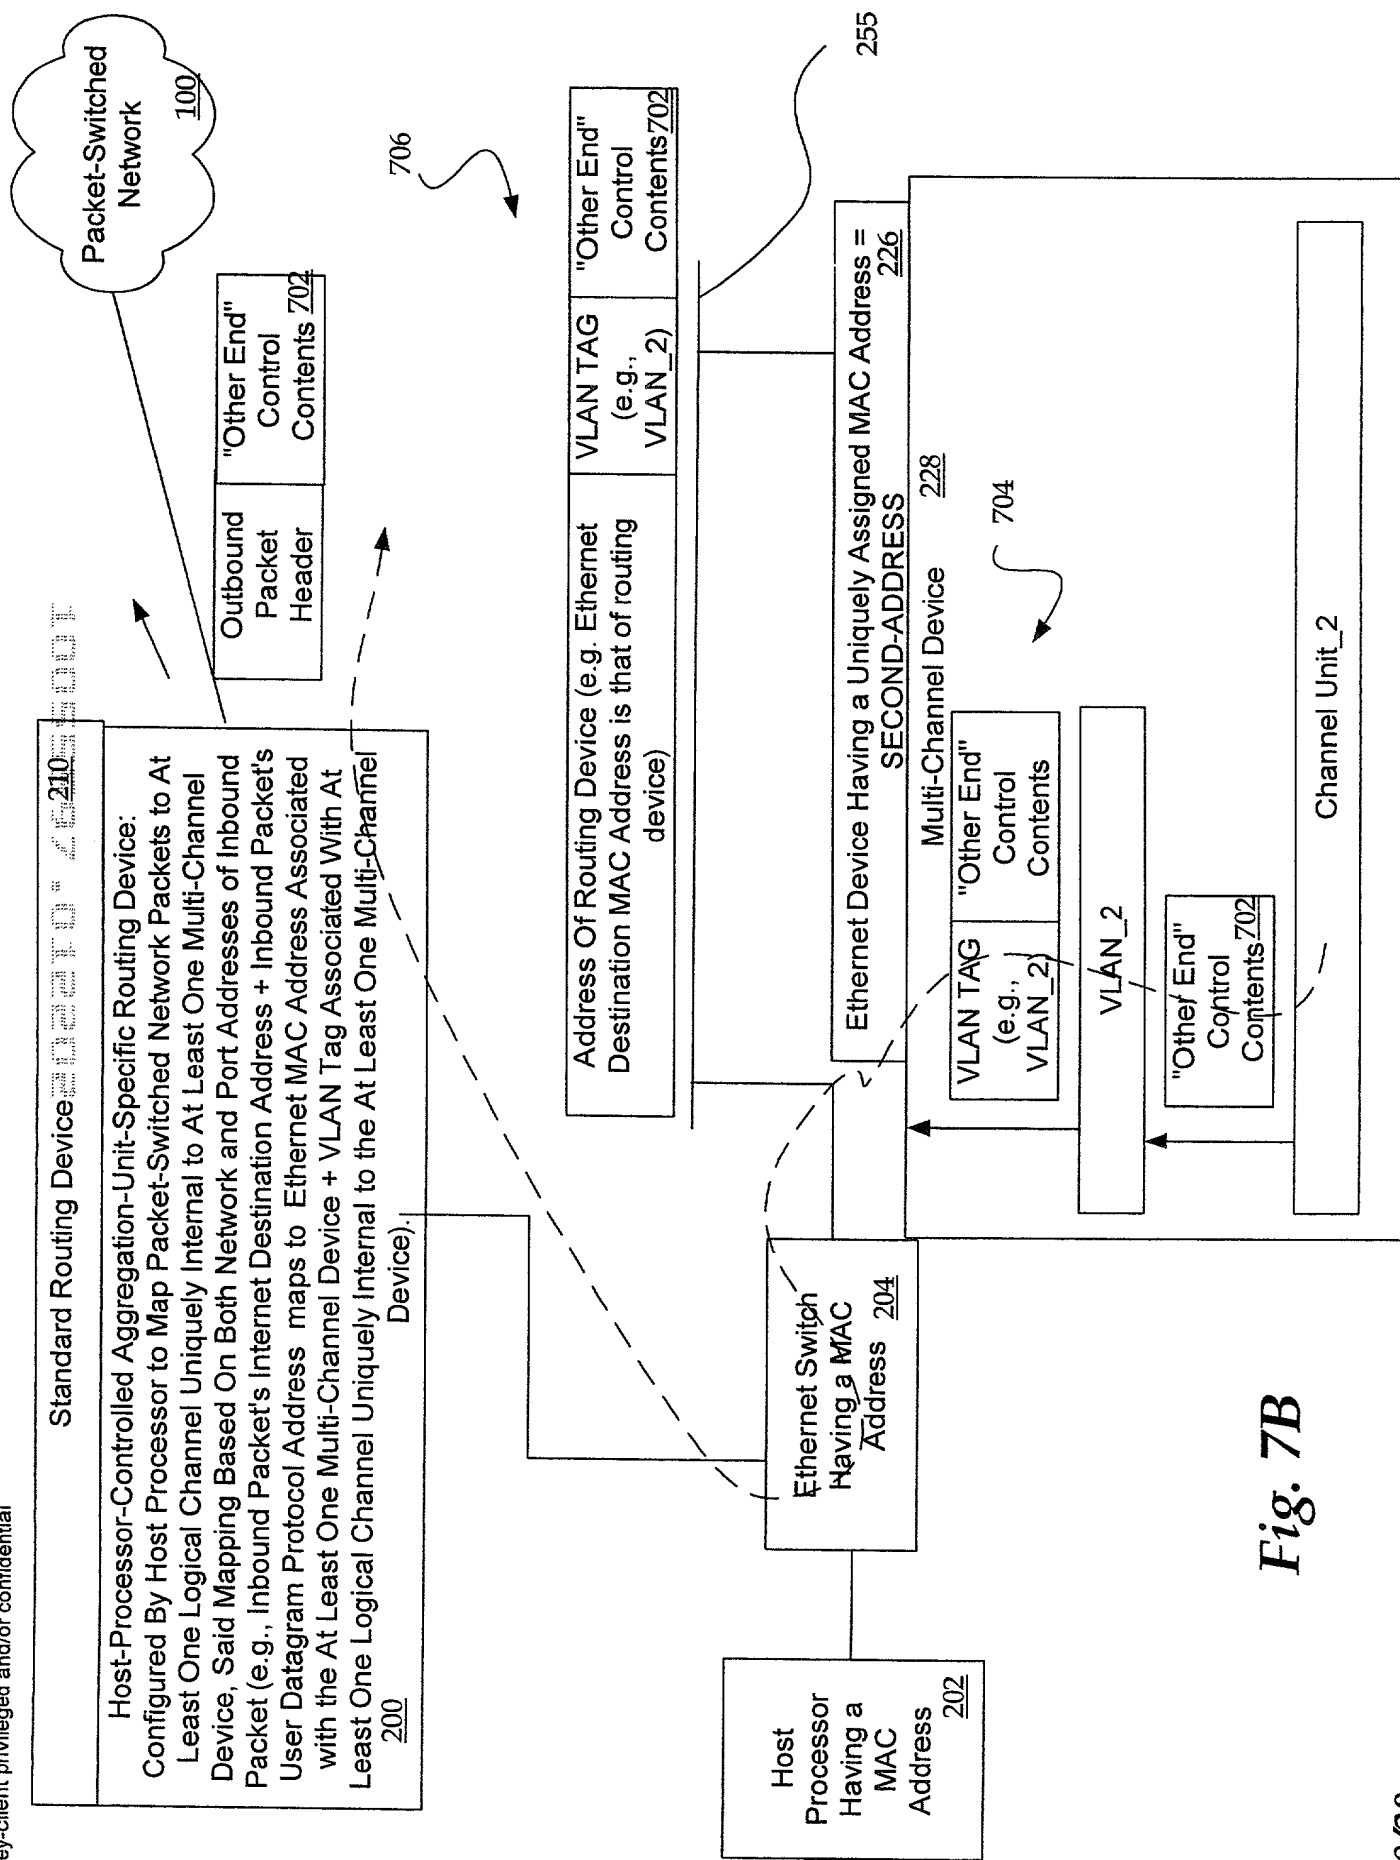 ey-client privileged and/or confidential
Standard Routing Device 210
Host-Processor-Controlled Aggregation-Unit-Specific Routing Device:
Configured By Host Processor to Map Packet-Switched Network Packets to At
Least One Logical Channel Uniquely Internal to At Least One Multi-Channel
Device, Said Mapping Based On Both Network and Port Addresses of Inbound
Packet (e.g., Inbound Packet's Internet Destination Address + Inbound Packet's
User Datagram Protocol Address maps to Ethernet MAC Address Associated
with the At Least One Multi-Channel Device + VLAN Tag Associated With At
Least One Logical Channel Uniquely Internal to the At Least One Multi-Channel
Device).
200
Packet-Switched
Network
100
Outbound
Packet
Header
"Other End"
Control
Contents 702
706
Address Of Routing Device (e.g. Ethernet
Destination MAC Address is that of routing
device)
VLAN TAG
(e.g.,
VLAN_2)
"Other End"
Control
Contents702
255
Host
Processor
Having a
MAC
Address
202
Ethernet Switch
Having a MAC
Address 204
Ethernet Device Having a Uniquely Assigned MAC Address =
SECOND-ADDRESS
226
Multi-Channel Device
228
704
VLAN TAG
(e.g.,
VLAN_2)
"Other End"
Control
Contents
VLAN_2
"Other End"
Control
Contents702
Channel Unit_2
Fig. 7B